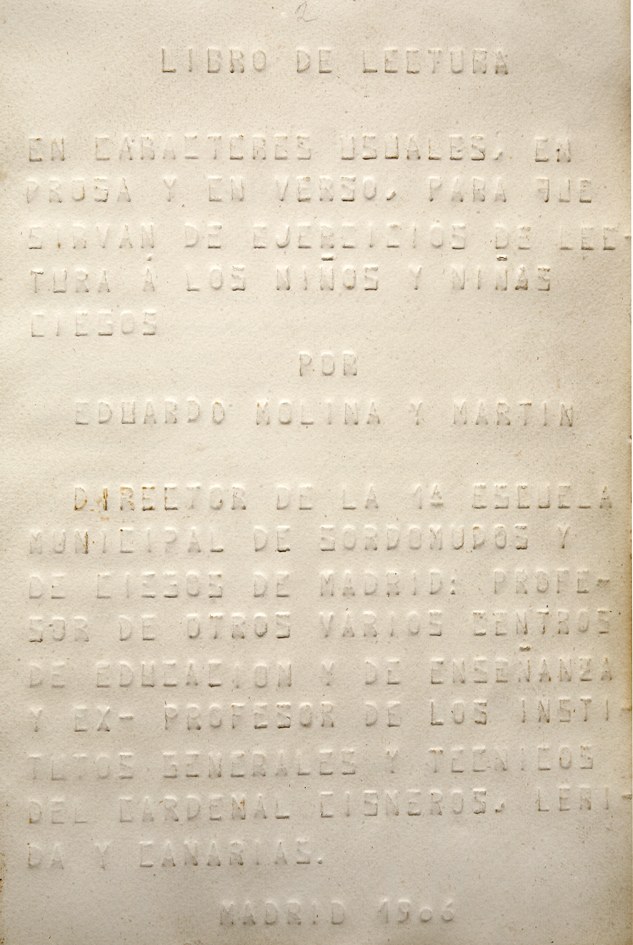 2
LIBRO DE LECTURA
EN CARACTERES USUALES, EN
PROSA Y EN VERSO, PARA QUE
SIRVAN DE EJERCICIOS DE LEC-
TURA Á LOS NIÑOS Y NIÑAS
CIEGOS
POR
EDUARDO MOLINA Y MARTIN
DIRECTOR DE LA 1ª ESCUELA
MUNICIPAL DE SORDOMUDOS Y
DE CIEGOS DE MADRID: PROFE-
SOR DE OTROS VARIOS CENTROS
DE EDUCACION Y DE ENSEÑANZA
Y EX- PROFESOR DE LOS INSTI
TUTOS GENERALES Y TECNICOS
DEL CARDENAL CISNEROS, LERI-
DA Y CANARIAS.
MADRID 1906